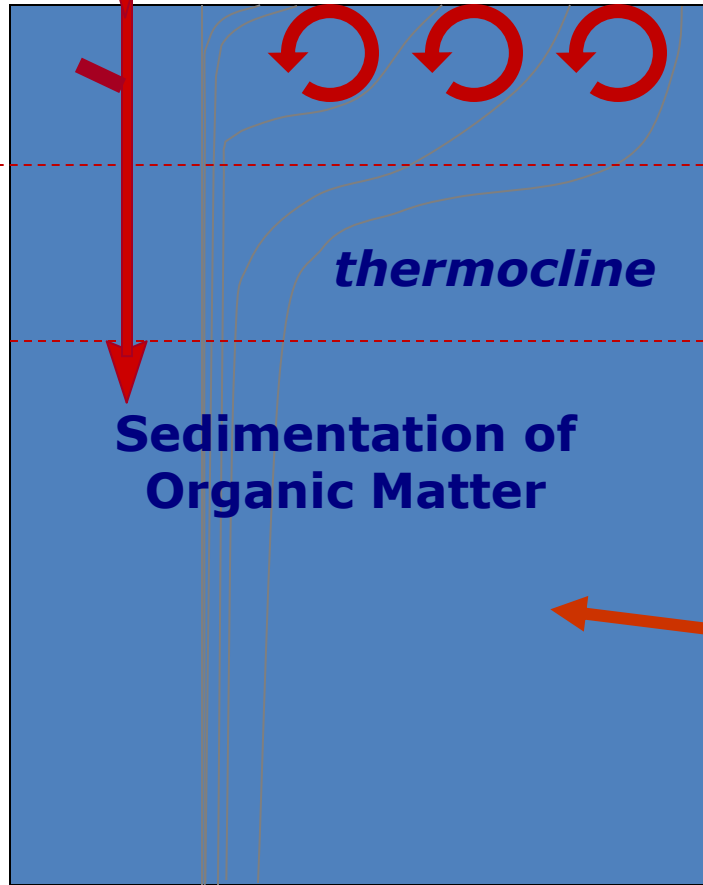 thermocline
Sedimentation of
Organic Matter